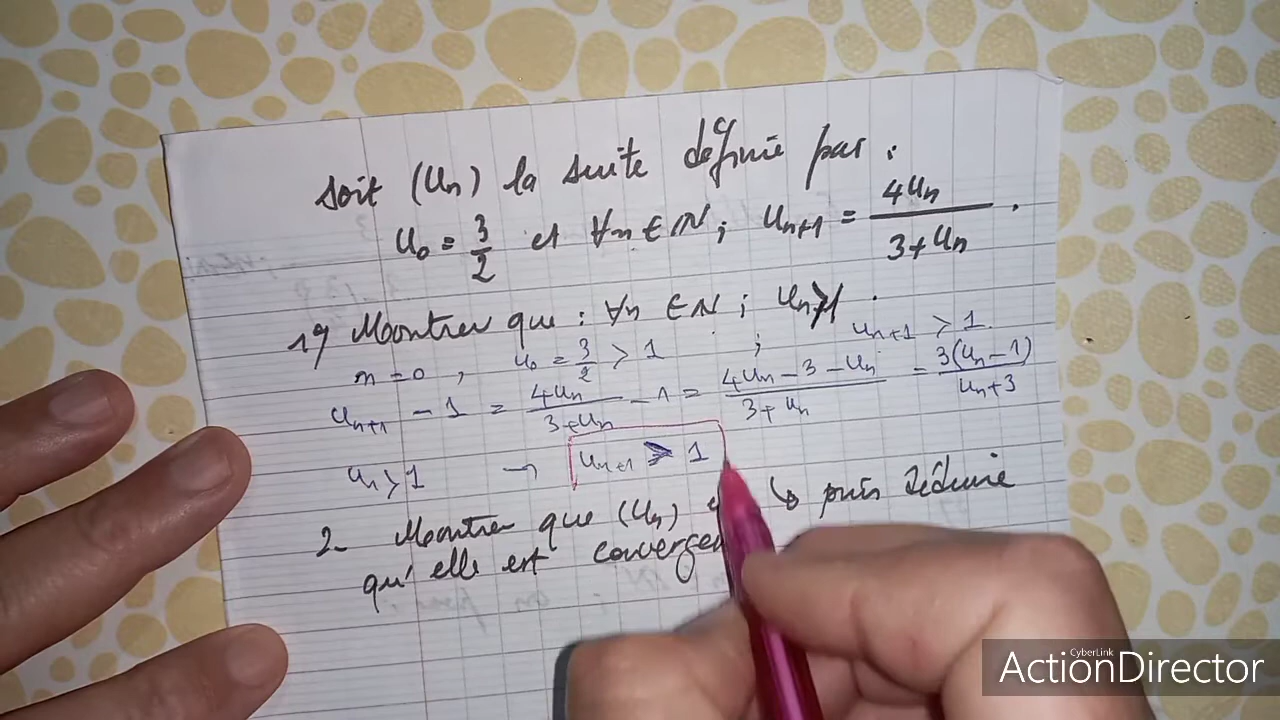 soit (Un) la suite définie par :
U0 = 3/2 et ∀n ∈ N ; Un+1 = 4Un / 3+Un .
1) Montrer que : ∀n ∈ N ; Un>1 .
n = 0 , U0 = 3/2 > 1 ; Un+1 > 1
Un+1 - 1 = 4Un / 3+Un - 1 = 4Un - 3 - Un / 3+Un = 3(Un - 1) / Un+3
Un > 1 → Un+1 > 1
2- Montrer que (Un) ↘ puis déduire
qu'elle est
CyberLink
ActionDirector